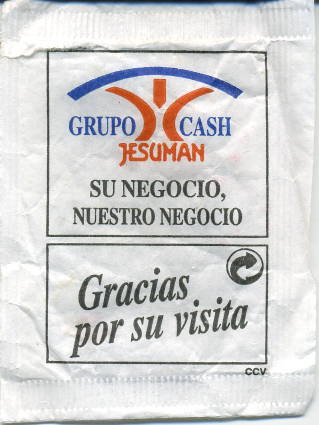 GRUPO CASH
JESUMAN
SU NEGOCIO,
NUESTRO NEGOCIO
Gracias
por su visita
CCV